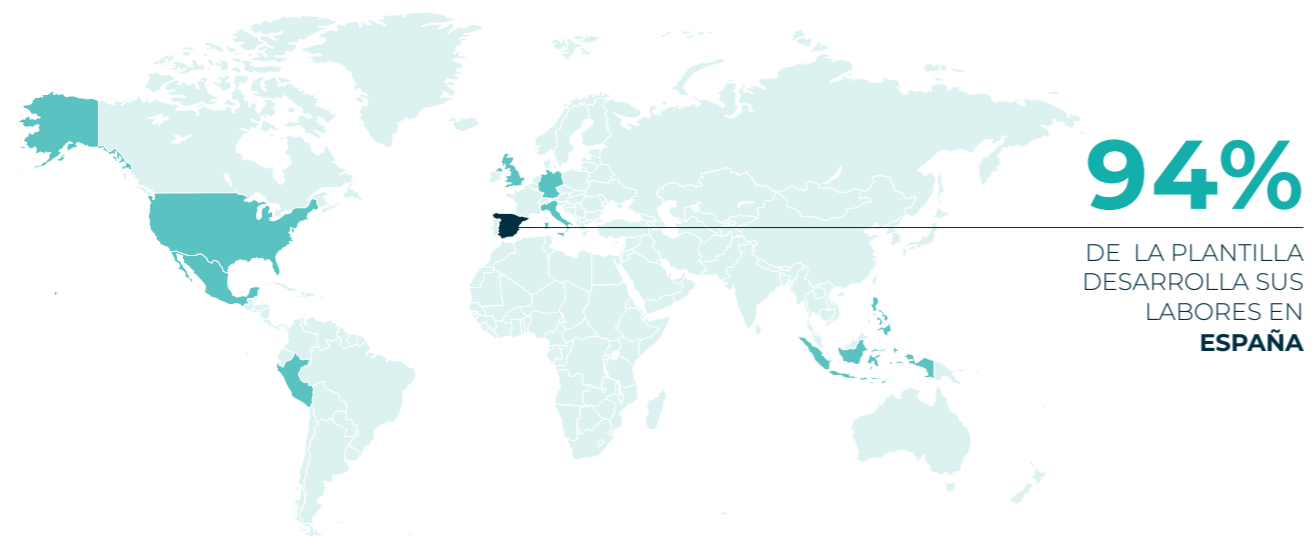 94%
DE LA PLANTILLA
DESARROLLA SUS
LABORES EN
ESPAÑA